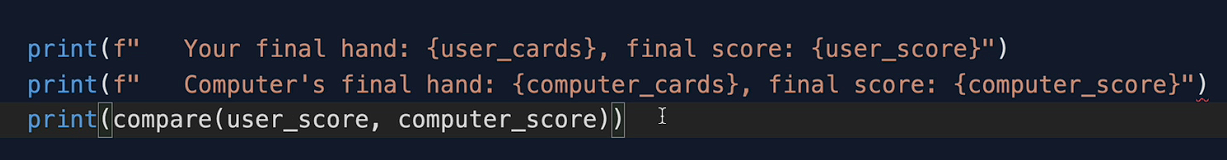 print(f"   Your final hand: {user_cards}, final score: {user_score}")
print(f"   Computer's final hand: {computer_cards}, final score: {computer_score}")
print(compare(user_score, computer_score))